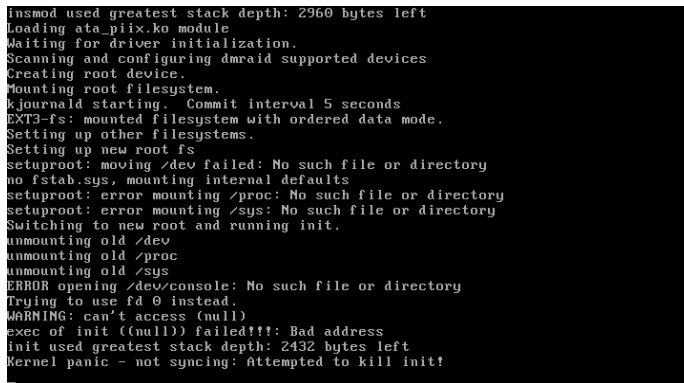 insmod used greatest stack depth: 2960 bytes left
Loading ata_piix.ko module
Waiting for driver initialization.
Scanning and configuring dmraid supported devices
Creating root device.
Mounting root filesystem.
kjournald starting.  Commit interval 5 seconds
EXT3-fs: mounted filesystem with ordered data mode.
Setting up other filesystems.
Setting up new root fs
setuproot: moving /dev failed: No such file or directory
no fstab.sys, mounting internal defaults
setuproot: error mounting /proc: No such file or directory
setuproot: error mounting /sys: No such file or directory
Switching to new root and running init.
unmounting old /dev
unmounting old /proc
unmounting old /sys
ERROR opening /dev/console: No such file or directory
Trying to use fd 0 instead.
WARNING: can't access (null)
exec of init ((null)) failed!!!: Bad address
init used greatest stack depth: 2432 bytes left
Kernel panic - not syncing: Attempted to kill init!